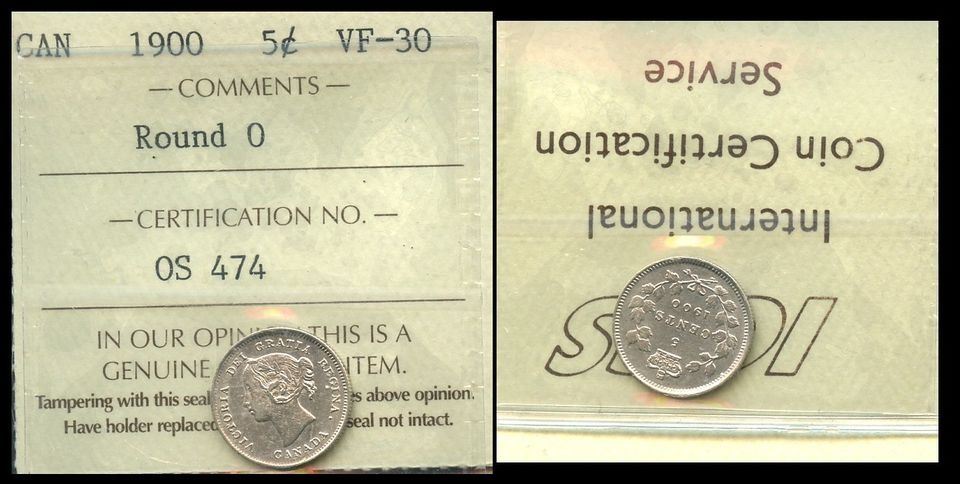 CAN 1900 5¢ VF-30
— COMMENTS —
Round 0
— CERTIFICATION NO. —
OS 474
IN OUR OPIN THIS IS A
GENUINE ITEM.
Tampering with this seal s above opinion.
Have holder replaced seal not intact.
VICTORIA DEI GRATIA REGINA.
CANADA
International
Coin Certification
Service
ICCS
5
CENTS
1900